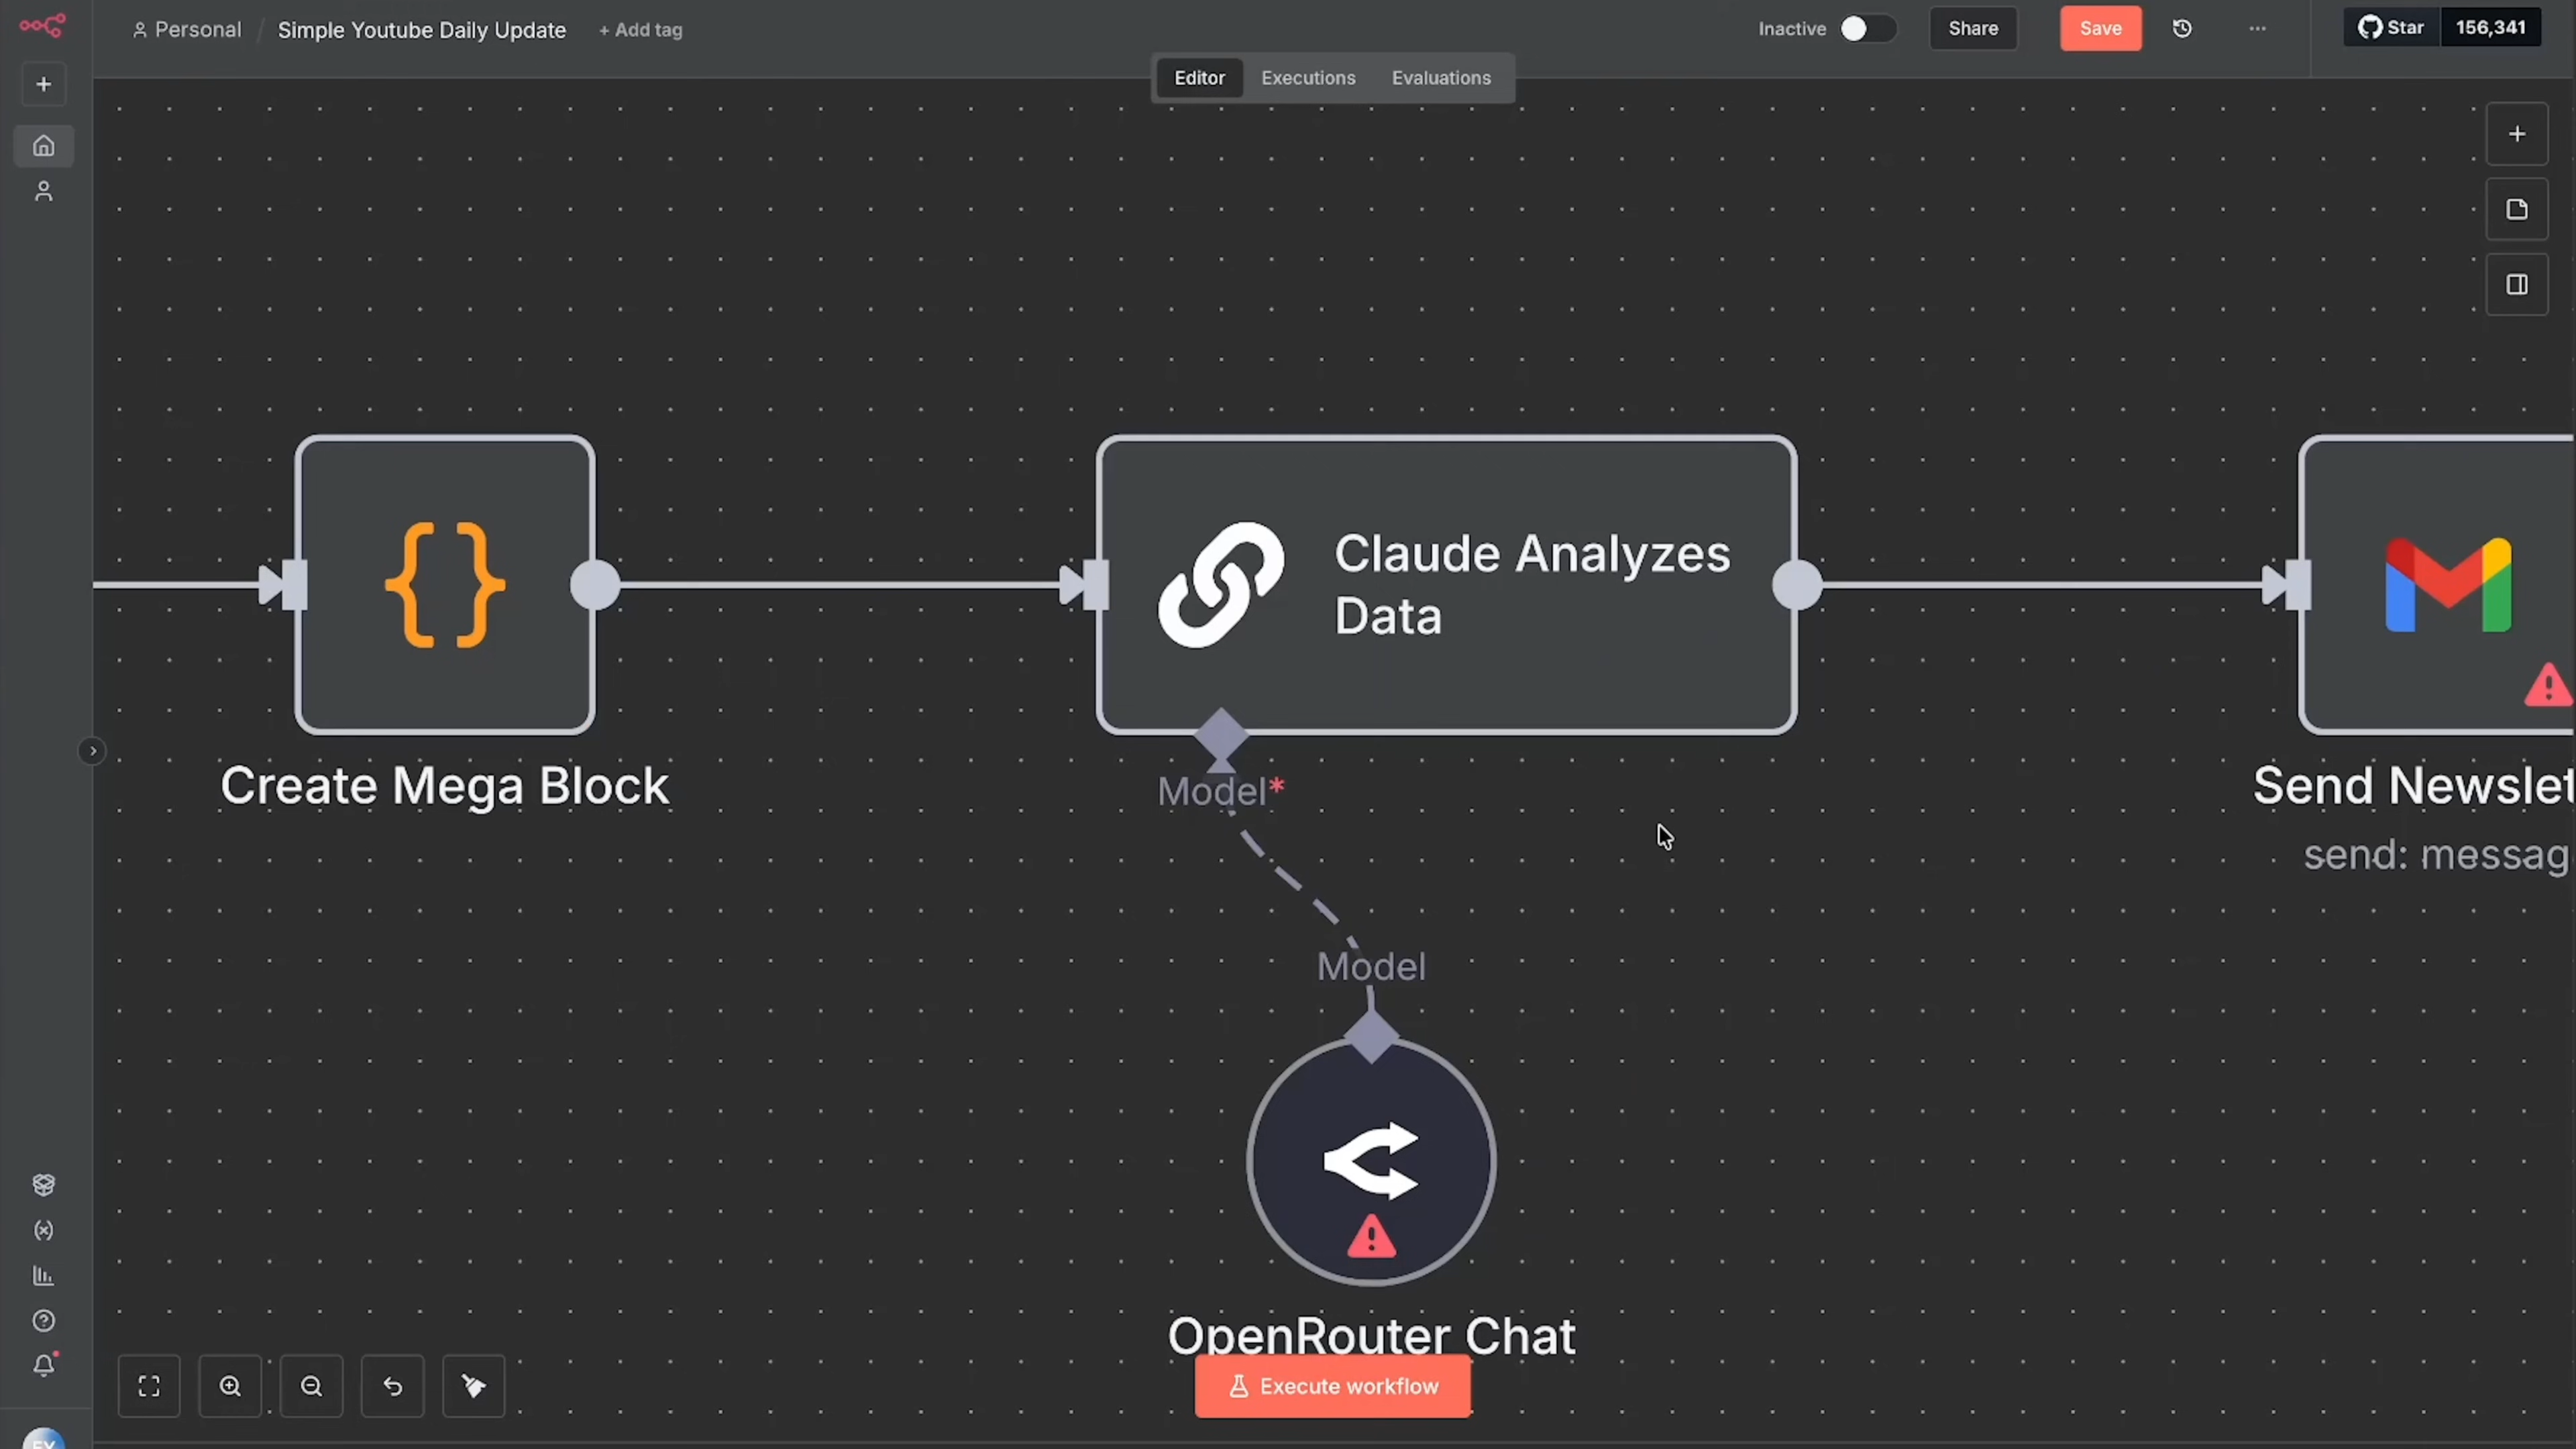 Personal / Simple Youtube Daily Update + Add tag
Inactive
Share
Save
Star 156,341
Editor Executions Evaluations
Claude Analyzes
Data
Create Mega Block
Model*
Send Newslet
send: messag
Model
OpenRouter Chat
Execute workflow